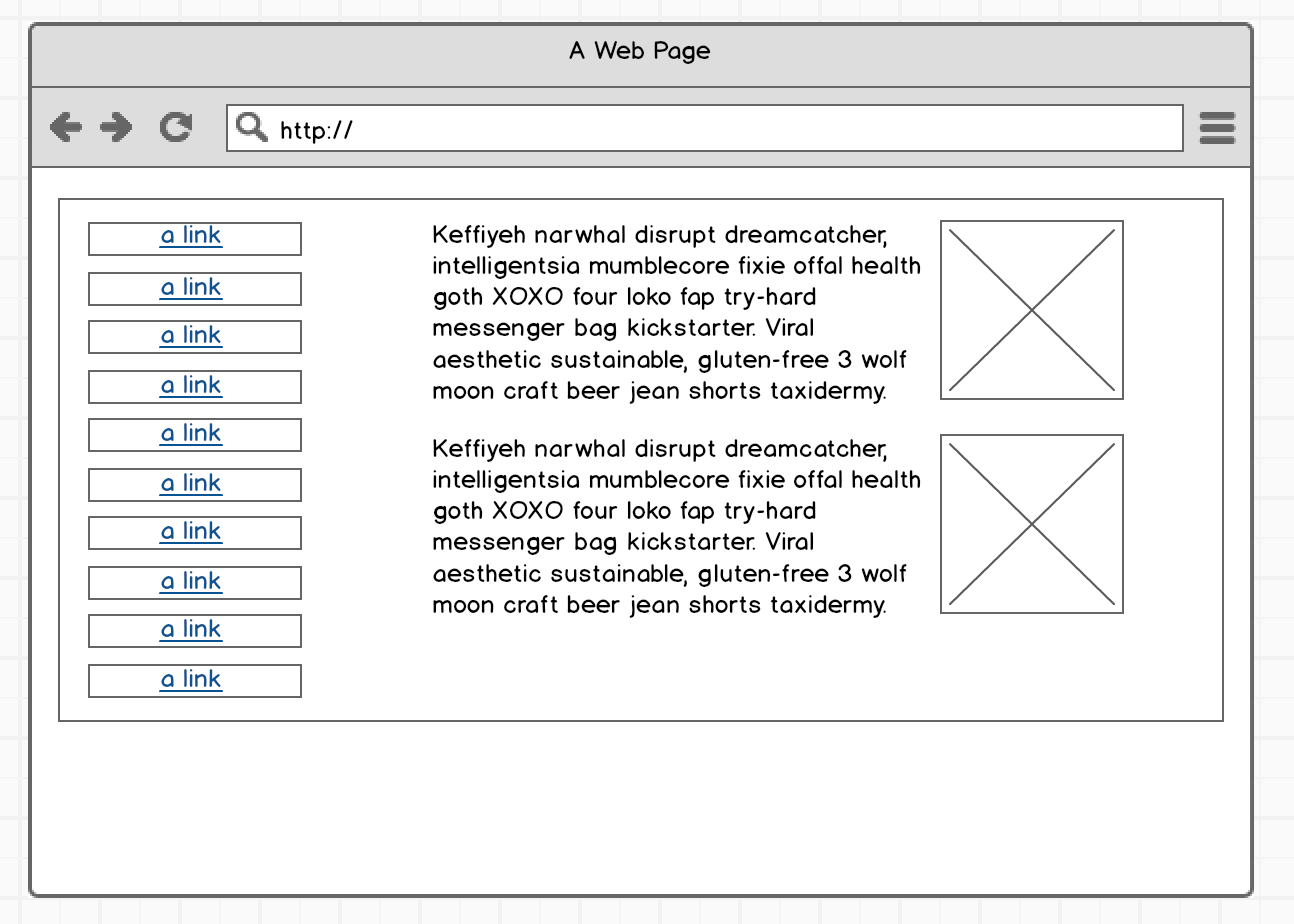 A Web Page
http://
a link
a link
a link
a link
a link
a link
a link
a link
a link
a link
Keffiyeh narwhal disrupt dreamcatcher,
intelligentsia mumblecore fixie offal health
goth XOXO four loko fap try-hard
messenger bag kickstarter. Viral
aesthetic sustainable, gluten-free 3 wolf
moon craft beer jean shorts taxidermy.
Keffiyeh narwhal disrupt dreamcatcher,
intelligentsia mumblecore fixie offal health
goth XOXO four loko fap try-hard
messenger bag kickstarter. Viral
aesthetic sustainable, gluten-free 3 wolf
moon craft beer jean shorts taxidermy.